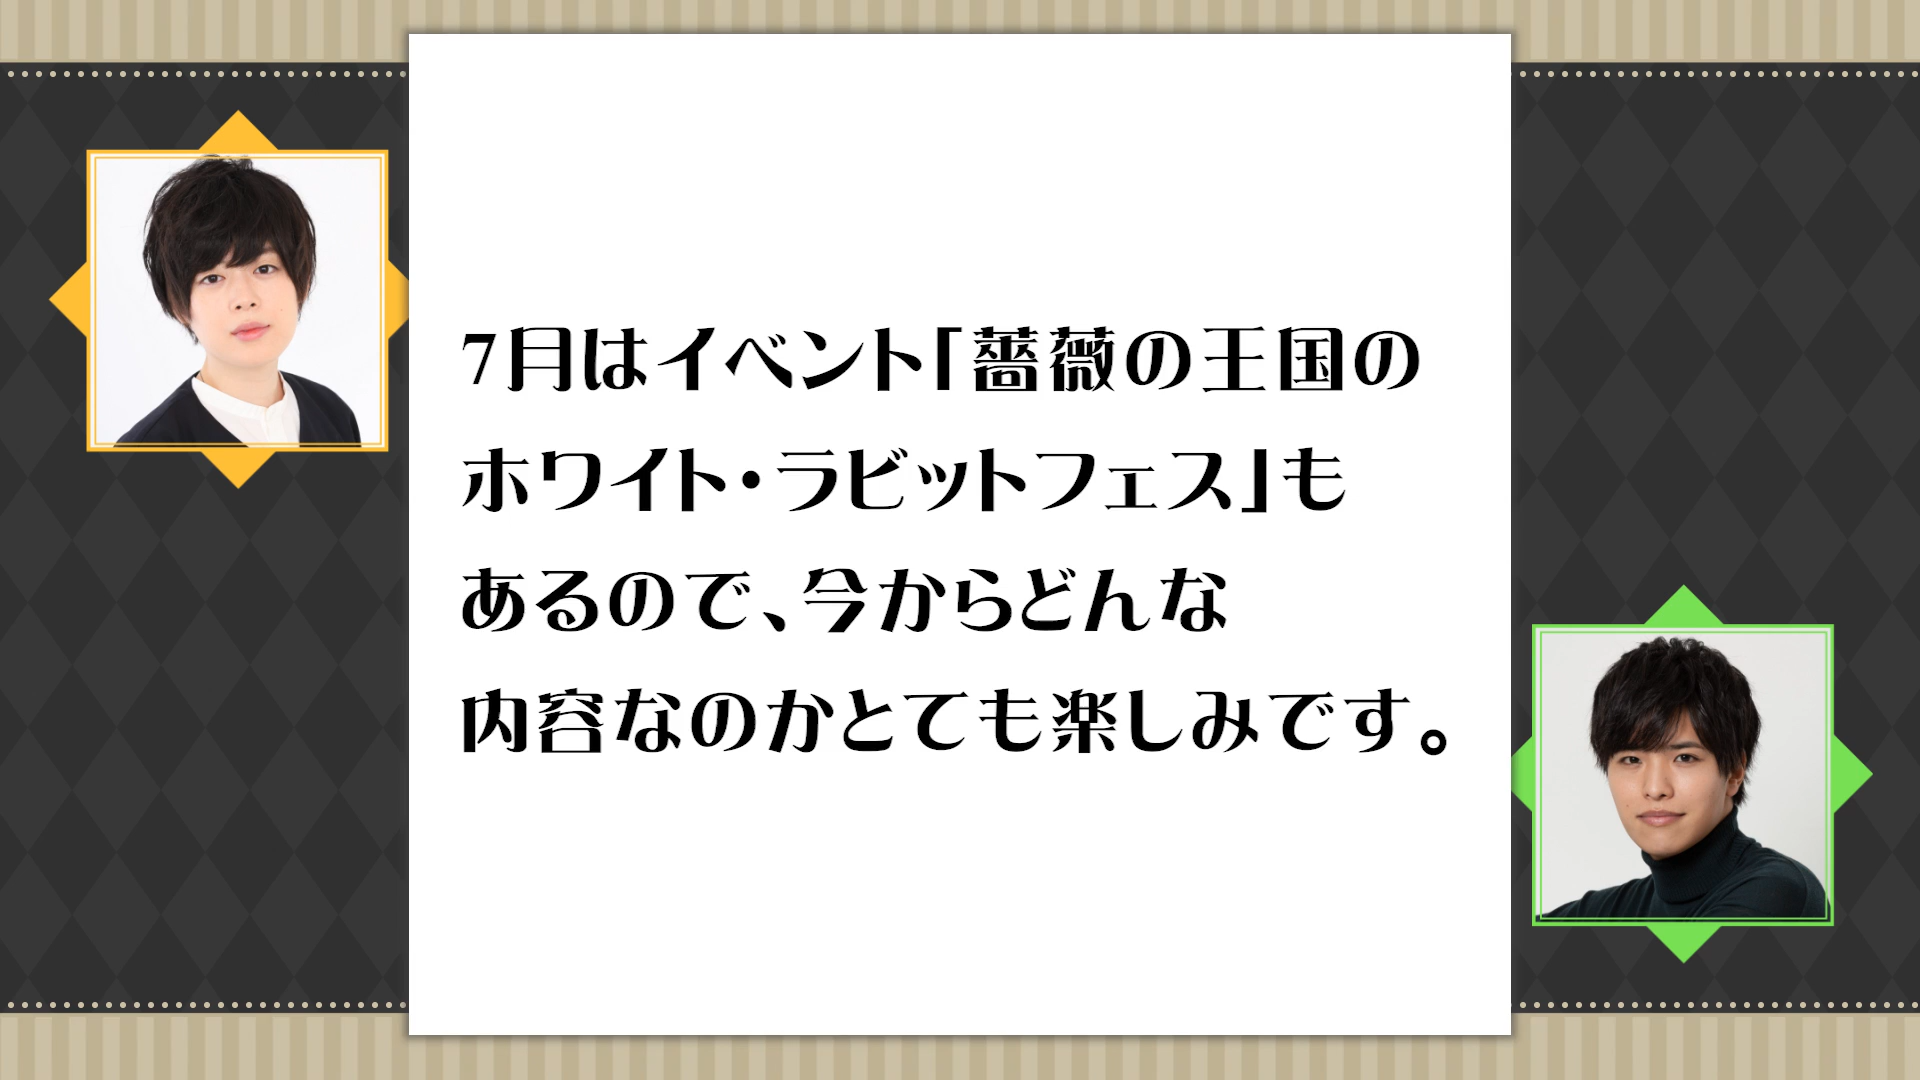 7月はイベント「薔薇の王国の
ホワイト・ラビットフェス」も
あるので、今からどんな
内容なのかとても楽しみです。